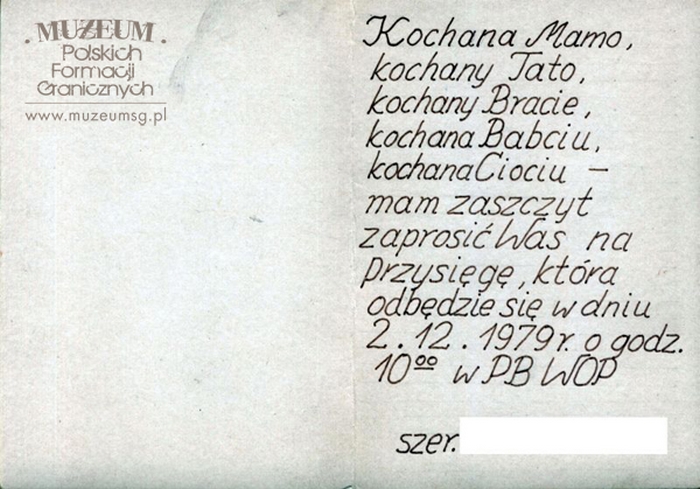 MUZEUM
Polskich
Formacji
Granicznych
www.muzeumsg.pl
Kochana Mamo,
kochany Tato,
kochany Bracie,
kochana Babciu,
kochana Ciociu –
mam zaszczyt
zaprosić Was na
przysięgę, która
odbędzie się w dniu
2.12.1979 r. o godz.
10⁰⁰ w PB WOP
szer.